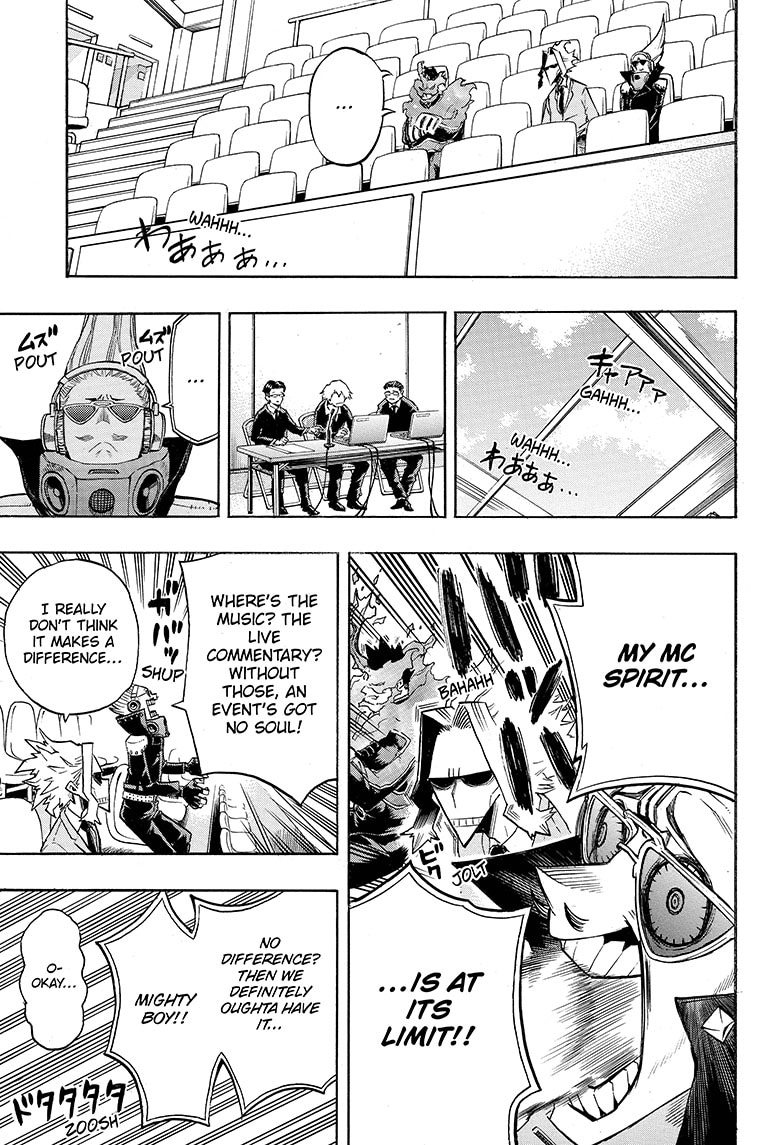 ...
WAHHH...
わぁぁぁ...
キャアアァ
GAHHH...
WAHHH...
わあぁぁ...
...
ムズ
POUT
ムズ
POUT
MY MC
SPIRIT...
BAHAHH
ビク
JOLT
...IS AT
ITS
LIMIT!!
WHERE'S THE
MUSIC? THE
LIVE
COMMENTARY?
WITHOUT
THOSE, AN
EVENT'S GOT
NO SOUL!
ガバッ
SHUP
I REALLY
DON'T THINK
IT MAKES A
DIFFERENCE...
NO
DIFFERENCE?
THEN WE
DEFINITELY
OUGHTA HAVE
IT...
MIGHTY
BOY!!
O-
OKAY...
ドタタタタ
ZOOSH